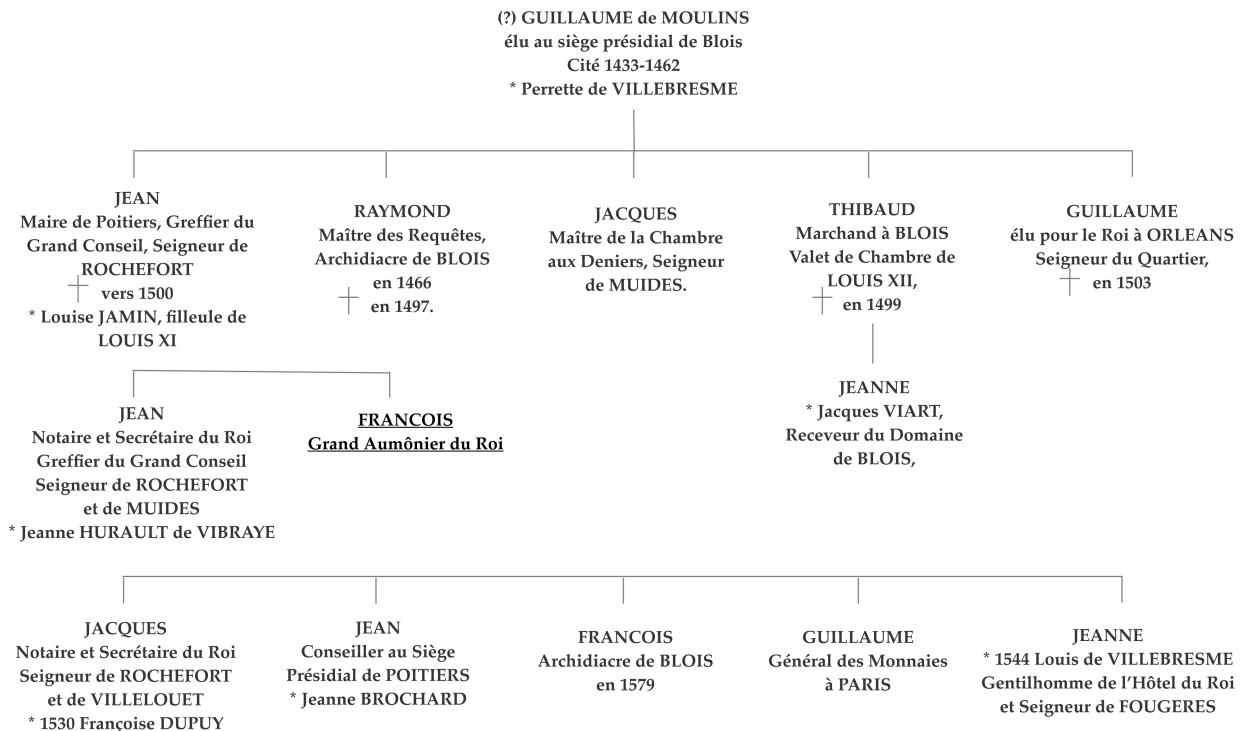 (?) GUILLAUME de MOULINS
élu au siège présidial de Blois
Cité 1433-1462
* Perrette de VILLEBRESME
JEAN
Maire de Poitiers, Greffier du
Grand Conseil, Seigneur de
ROCHEFORT
vers 1500
* Louise JAMIN, filleule de
LOUIS XI
RAYMOND
Maître des Requêtes,
Archidiacre de BLOIS
en 1466
en 1497.
JACQUES
Maître de la Chambre
aux Deniers, Seigneur
de MUIDES.
THIBAUD
Marchand à BLOIS
Valet de Chambre de
LOUIS XII,
en 1499
GUILLAUME
élu pour le Roi à ORLEANS
Seigneur du Quartier,
en 1503
JEAN
Notaire et Secrétaire du Roi
Greffier du Grand Conseil
Seigneur de ROCHEFORT
et de MUIDES
* Jeanne HURAULT de VIBRAYE
FRANCOIS
Grand Aumônier du Roi
JEANNE
* Jacques VIART,
Receveur du Domaine
de BLOIS,
JACQUES
Notaire et Secrétaire du Roi
Seigneur de ROCHEFORT
et de VILLELOUET
* 1530 Françoise DUPUY
JEAN
Conseiller au Siège
Présidial de POITIERS
* Jeanne BROCHARD
FRANCOIS
Archidiacre de BLOIS
en 1579
GUILLAUME
Général des Monnaies
à PARIS
JEANNE
* 1544 Louis de VILLEBRESME
Gentilhomme de l'Hôtel du Roi
et Seigneur de FOUGERES